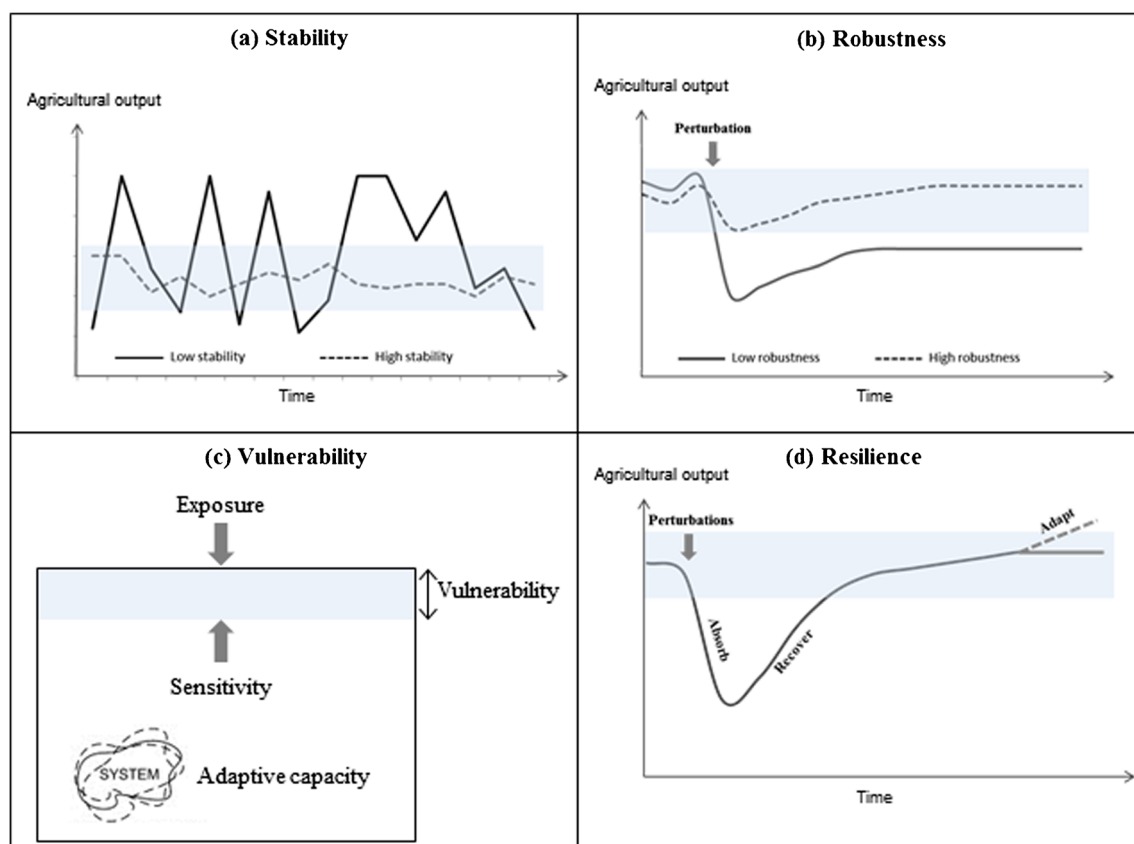 (a) Stability
Agricultural output
Low stability
High stability
Time
(b) Robustness
Agricultural output
Perturbation
Low robustness
High robustness
Time
(c) Vulnerability
Exposure
Vulnerability
Sensitivity
SYSTEM
Adaptive capacity
(d) Resilience
Agricultural output
Perturbations
Adapt
Absorb
Recover
Time